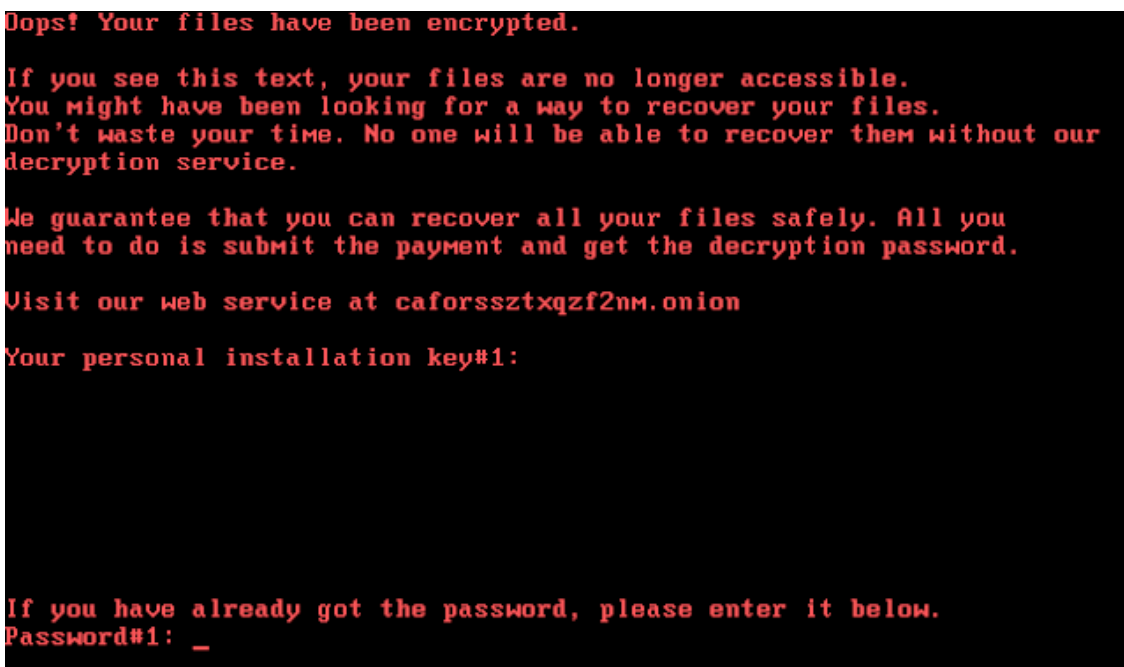 Oops! Your files have been encrypted.
If you see this text, your files are no longer accessible.
You might have been looking for a way to recover your files.
Don't waste your time. No one will be able to recover them without our
decryption service.
We guarantee that you can recover all your files safely. All you
need to do is submit the payment and get the decryption password.
Visit our web service at caforssztxqzf2nm.onion
Your personal installation key#1:
If you have already got the password, please enter it below.
Password#1: _